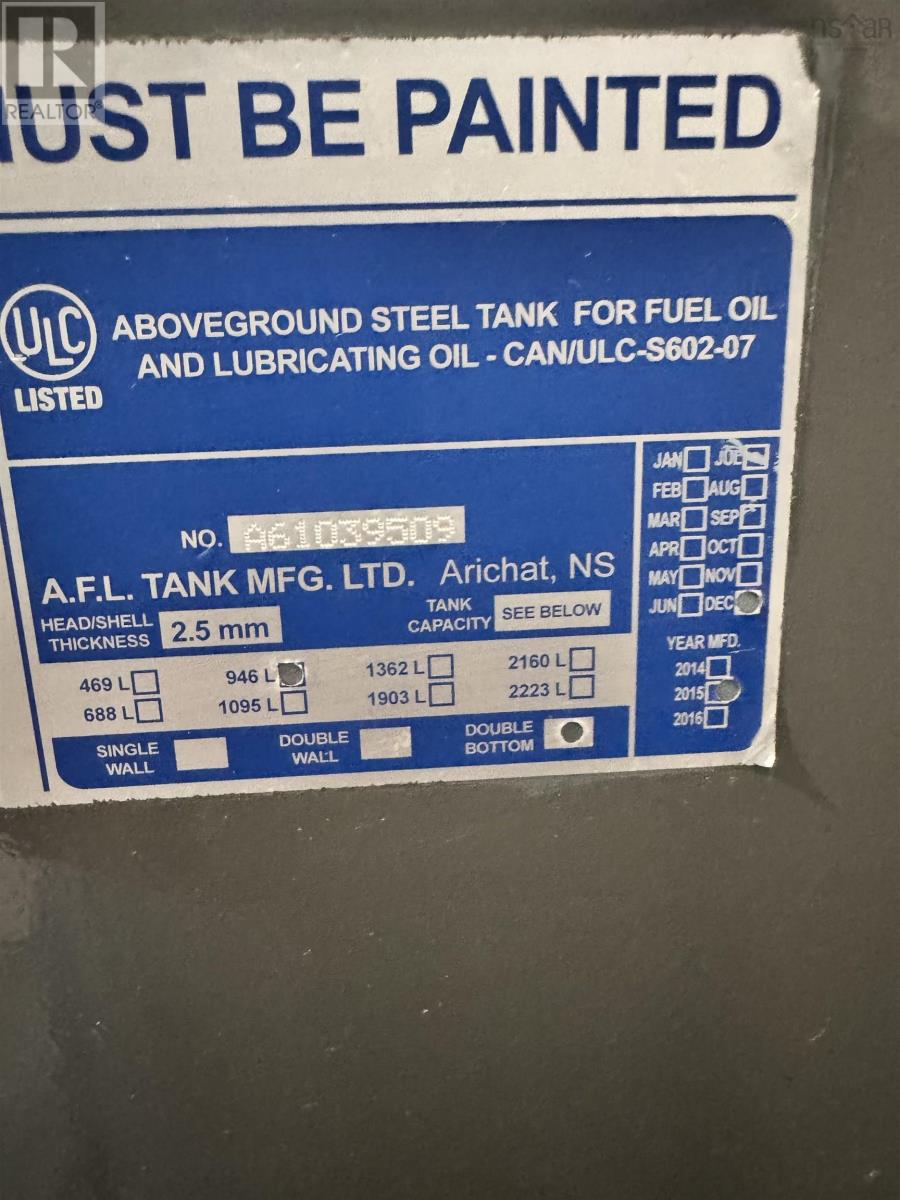 REALTOR®
nsstar
UST BE PAINTED
ULC
LISTED
ABOVEGROUND STEEL TANK FOR FUEL OIL
AND LUBRICATING OIL - CAN/ULC-S602-07
NO. A61039509
A.F.L. TANK MFG. LTD. Arichat, NS
HEAD/SHELL
THICKNESS 2.5 mm
TANK
CAPACITY SEE BELOW
469 L 946 L 1362 L 2160 L
688 L 1095 L 1903 L 2223 L
SINGLE
WALL
DOUBLE
WALL
DOUBLE
BOTTOM
JAN
FEB AUG
MAR SEP
APR OCT
MAY NOV
JUN DEC
YEAR MFD.
2014
2015
2016